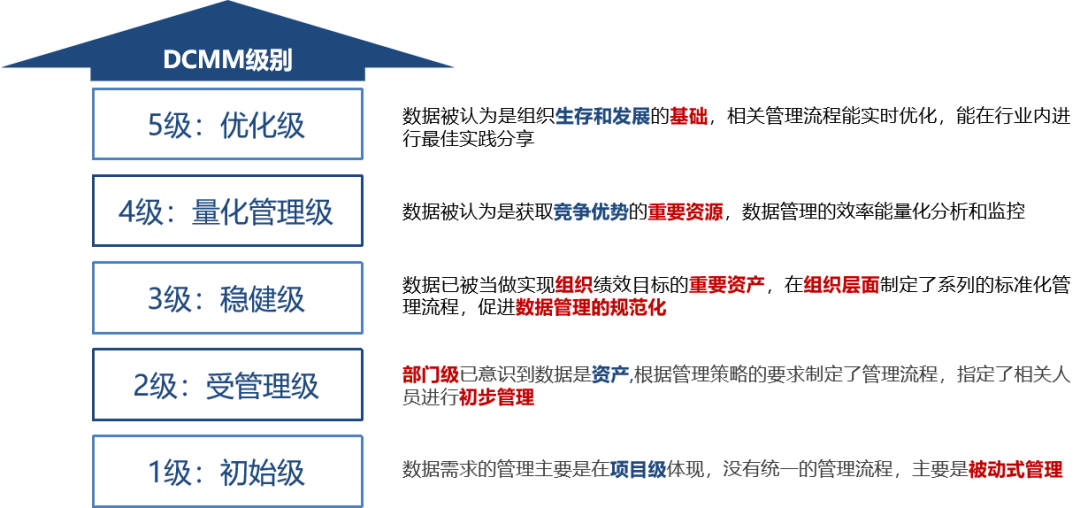 DCMM级别
5级：优化级
数据被认为是组织生存和发展的基础，相关管理流程能实时优化，能在行业内进
行最佳实践分享
4级：量化管理级
数据被认为是获取竞争优势的重要资源，数据管理的效率能量化分析和监控
3级：稳健级
数据已被当做实现组织绩效目标的重要资产，在组织层面制定了系列的标准化管
理流程，促进数据管理的规范化
2级：受管理级
部门级已意识到数据是资产,根据管理策略的要求制定了管理流程，指定了相关人
员进行初步管理
1级：初始级
数据需求的管理主要是在项目级体现，没有统一的管理流程，主要是被动式管理